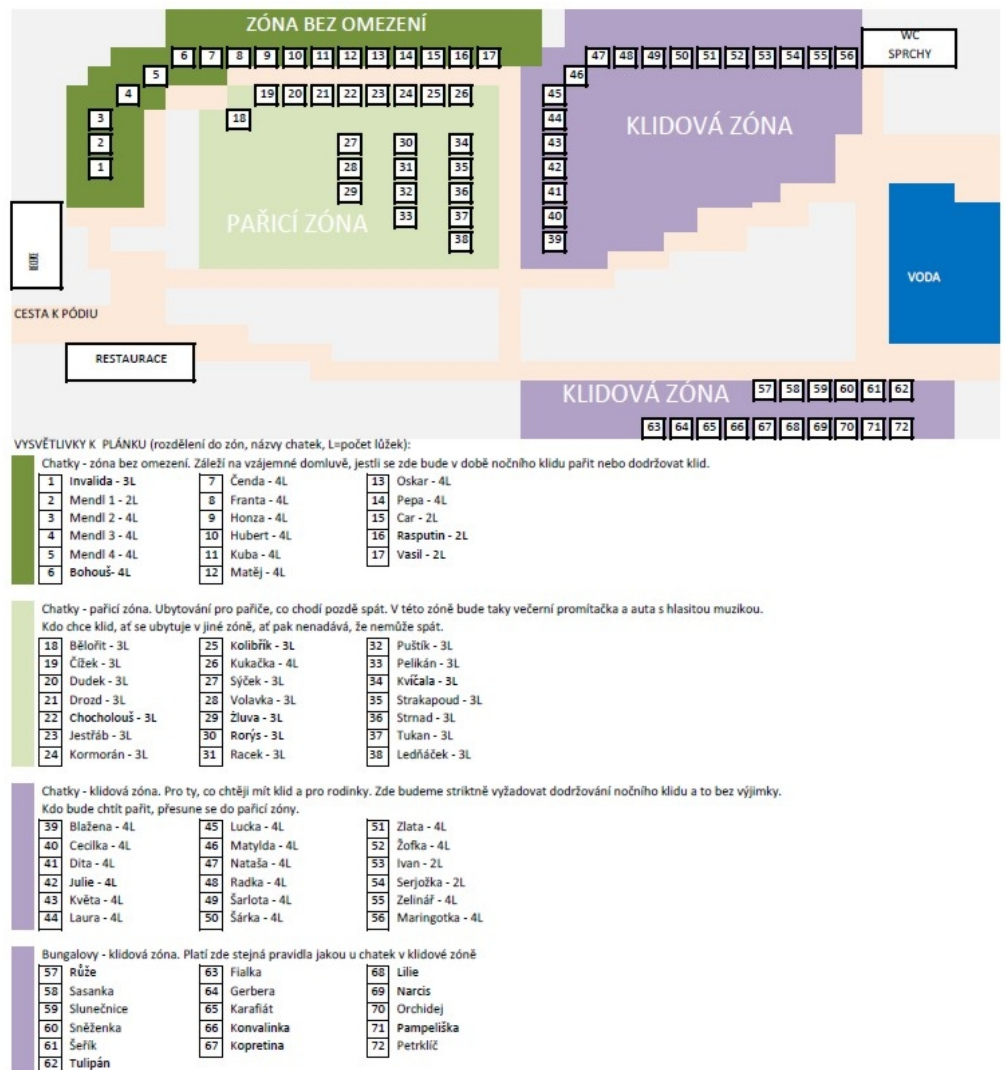 ZÓNA BEZ OMEZENÍ
WC
SPRCHY
6 7 8 9 10 11 12 13 14 15 16 17
47 48 49 50 51 52 53 54 55 56
5
46
4
19 20 21 22 23 24 25 26
45
3
18
44
KLIDOVÁ ZÓNA
2
27 30 34
43
1
28 31 35
42
29 32 36
41
PAŘICÍ ZÓNA
33 37
40
38
39
VODA
CESTA K PÓDIU
RESTAURACE
KLIDOVÁ ZÓNA
57 58 59 60 61 62
63 64 65 66 67 68 69 70 71 72
VYSVĚTLIVKY K PLÁNKU (rozdělení do zón, názvy chatek, L=počet lůžek):
Chatky - zóna bez omezení. Záleží na vzájemné domluvě, jestli se zde bude v době nočního klidu pařit nebo dodržovat klid.
1 Invalida - 3L
2 Mendl 1 - 2L
3 Mendl 2 - 4L
4 Mendl 3 - 4L
5 Mendl 4 - 4L
6 Bohouš- 4L
7 Čenda - 4L
8 Franta - 4L
9 Honza - 4L
10 Hubert - 4L
11 Kuba - 4L
12 Matěj - 4L
13 Oskar - 4L
14 Pepa - 4L
15 Car - 2L
16 Rasputin - 2L
17 Vasil - 2L
Chatky - pařicí zóna. Ubytování pro pařiče, co chodí pozdě spát. V této zóně bude taky večerní promítačka a auta s hlasitou muzikou.
Kdo chce klid, ať se ubytuje v jiné zóně, ať pak nenadává, že nemůže spát.
18 Bělořit - 3L
19 Čížek - 3L
20 Dudek - 3L
21 Drozd - 3L
22 Chocholouš - 3L
23 Jestřáb - 3L
24 Kormorán - 3L
25 Kolibřík - 3L
26 Kukačka - 4L
27 Sýček - 3L
28 Volavka - 3L
29 Žluva - 3L
30 Rorýs - 3L
31 Racek - 3L
32 Puštík - 3L
33 Pelikán - 3L
34 Kvíčala - 3L
35 Strakapoud - 3L
36 Strnad - 3L
37 Tukan - 3L
38 Ledňáček - 3L
Chatky - klidová zóna. Pro ty, co chtěji mít klid a pro rodinky. Zde budeme striktně vyžadovat dodržování nočního klidu a to bez výjimky.
Kdo bude chtít pařit, přesune se do pařicí zóny.
39 Blažena - 4L
40 Cecilka - 4L
41 Dita - 4L
42 Julie - 4L
43 Květa - 4L
44 Laura - 4L
45 Lucka - 4L
46 Matylda - 4L
47 Nataša - 4L
48 Radka - 4L
49 Šarlota - 4L
50 Šárka - 4L
51 Zlata - 4L
52 Žofka - 4L
53 Ivan - 2L
54 Serjožka - 2L
55 Zelinář - 4L
56 Maringotka - 4L
Bungalovy - klidová zóna. Platí zde stejná pravidla jakou u chatek v klidové zóně
57 Růže
58 Sasanka
59 Slunečnice
60 Sněženka
61 Šeřík
62 Tulipán
63 Fialka
64 Gerbera
65 Karafiát
66 Konvalinka
67 Kopretina
68 Lilie
69 Narcis
70 Orchidej
71 Pampeliška
72 Petrklíč